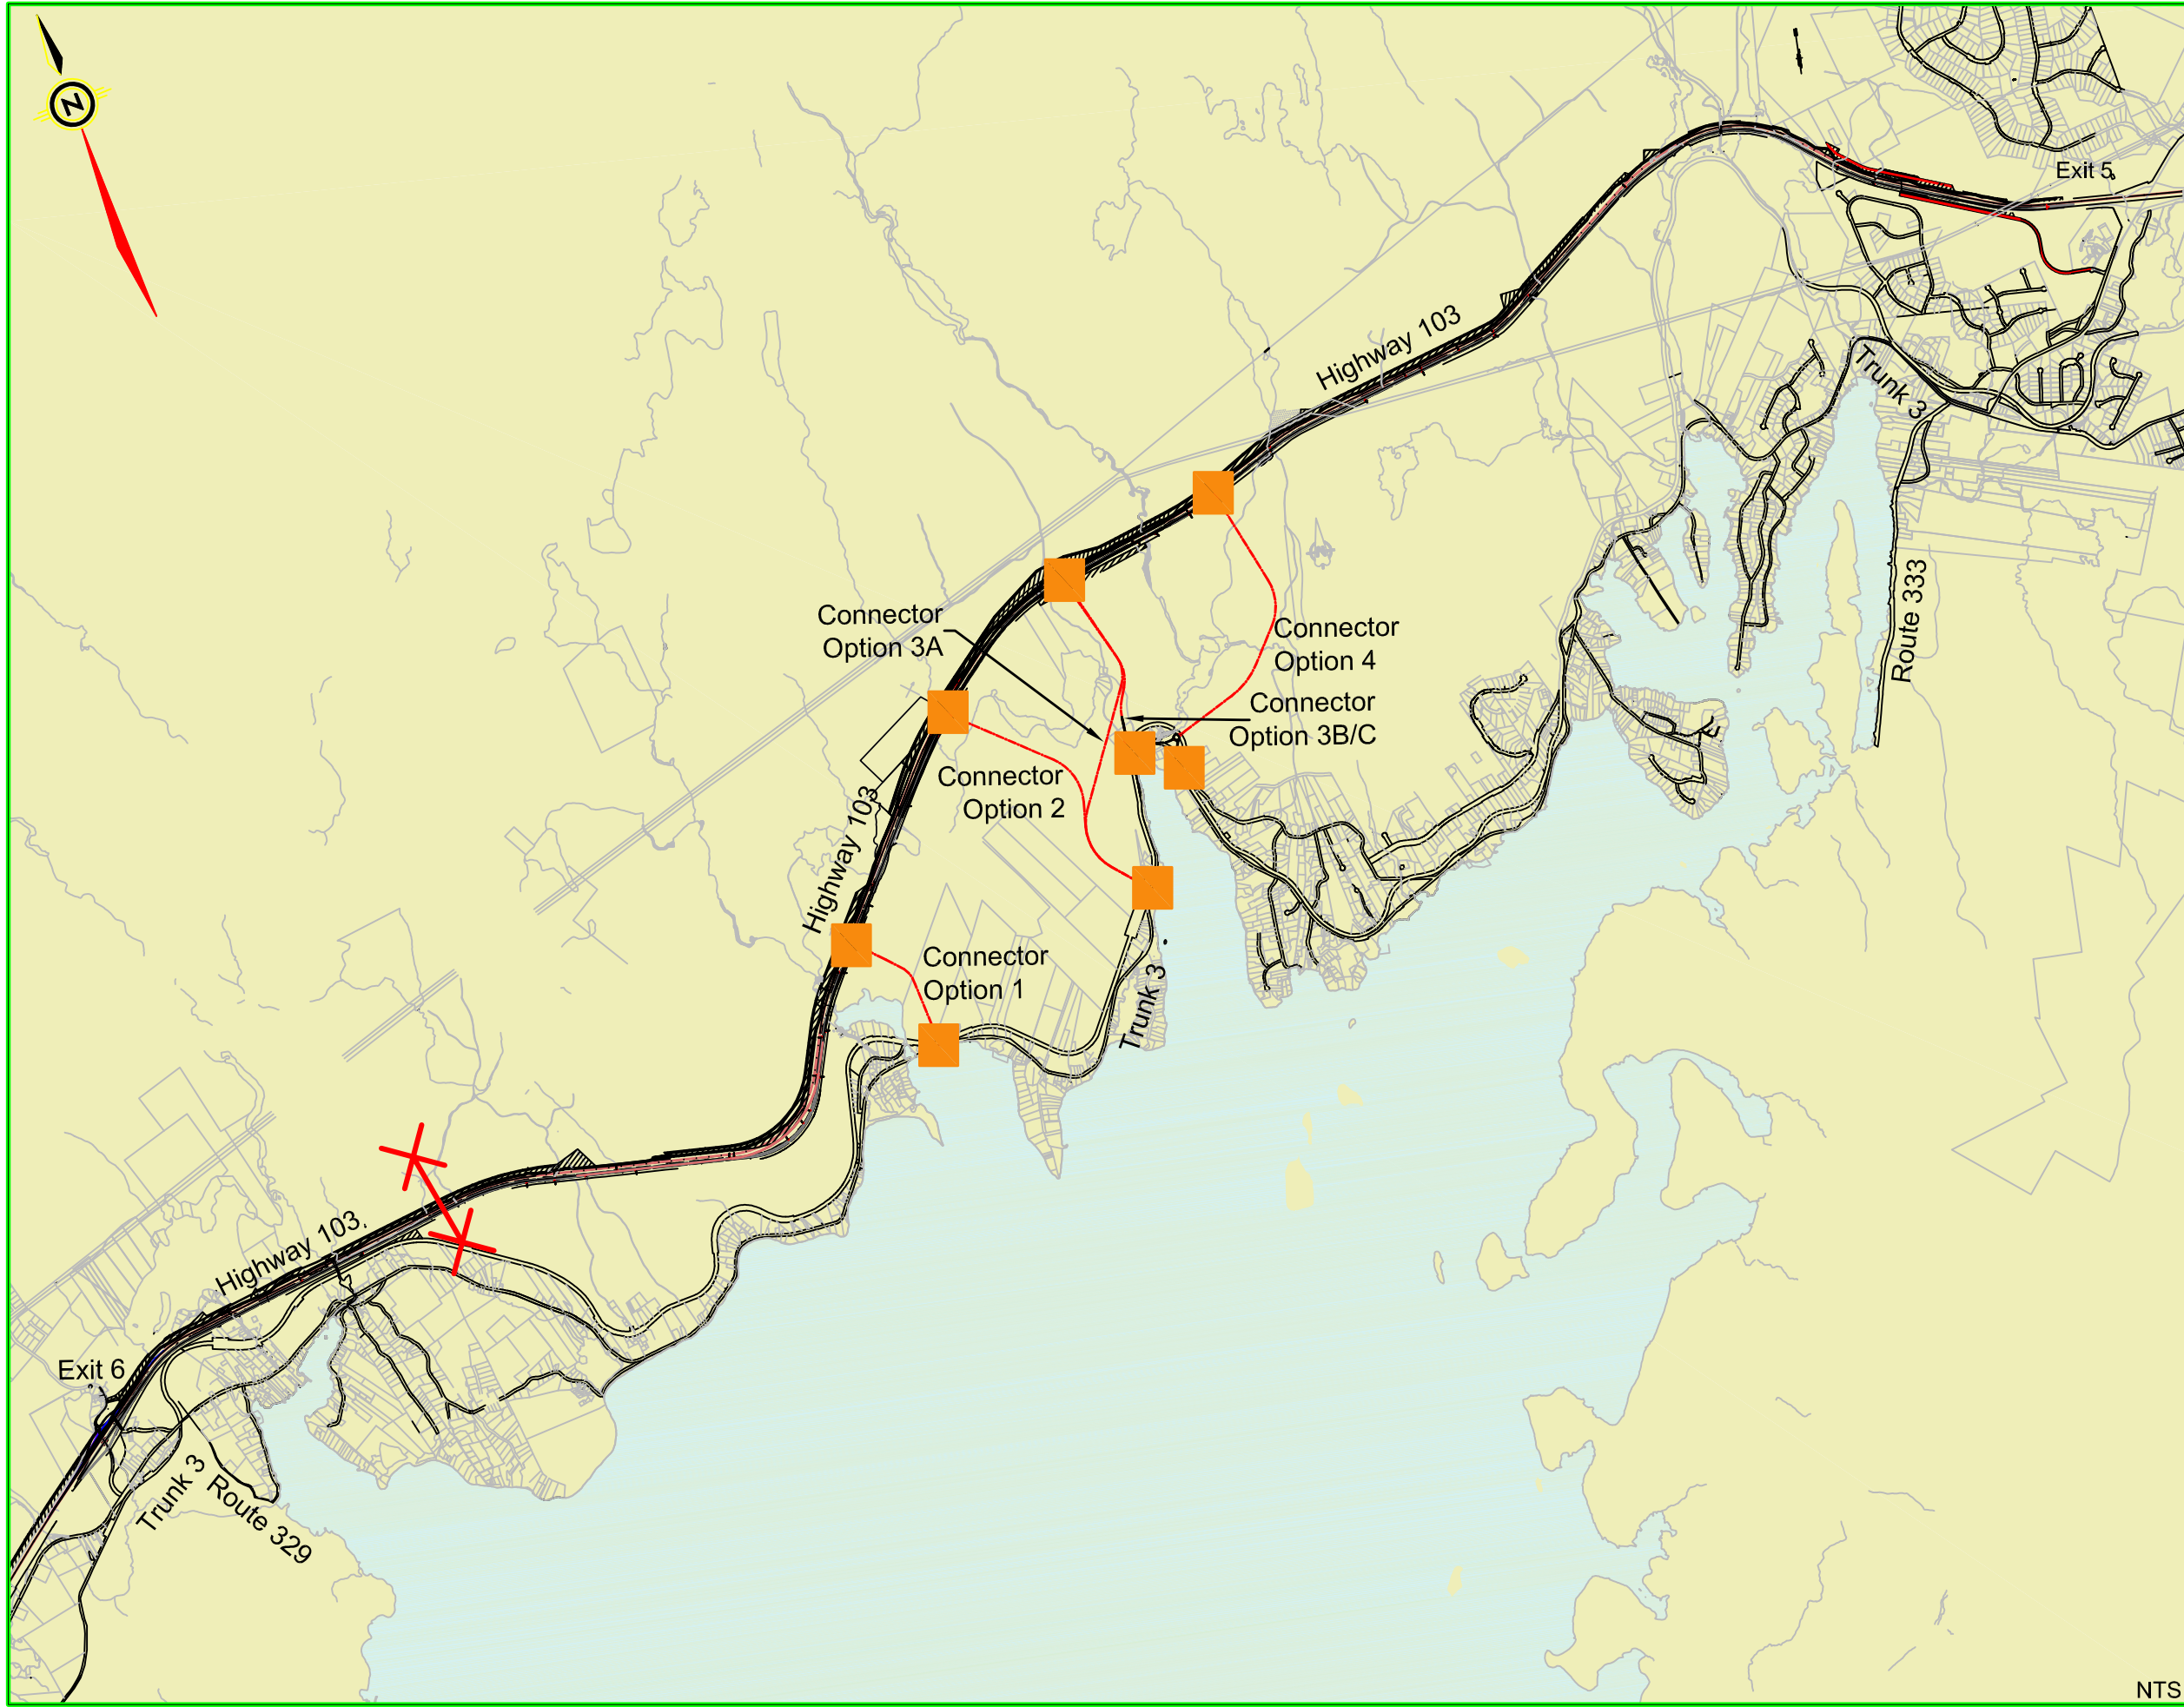 N
Exit 5
Highway 103
Trunk 3
Route 333
Connector
Option 3A
Connector
Option 4
Connector
Option 3B/C
Connector
Option 2
Highway 103
Connector
Option 1
Trunk 3
Highway 103
Exit 6
Trunk 3
Route 329
NTS